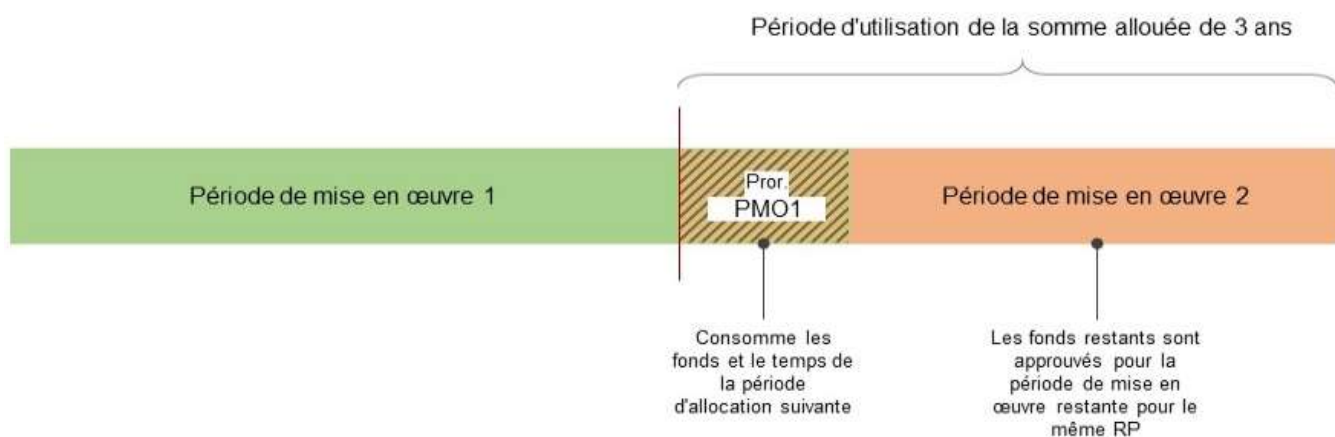 Période d'utilisation de la somme allouée de 3 ans
Période de mise en œuvre 1
Pror.
PMO1
Période de mise en œuvre 2
Consomme les
fonds et le temps de
la période
d'allocation suivante
Les fonds restants sont
approuvés pour la
période de mise en
œuvre restante pour le
même RP